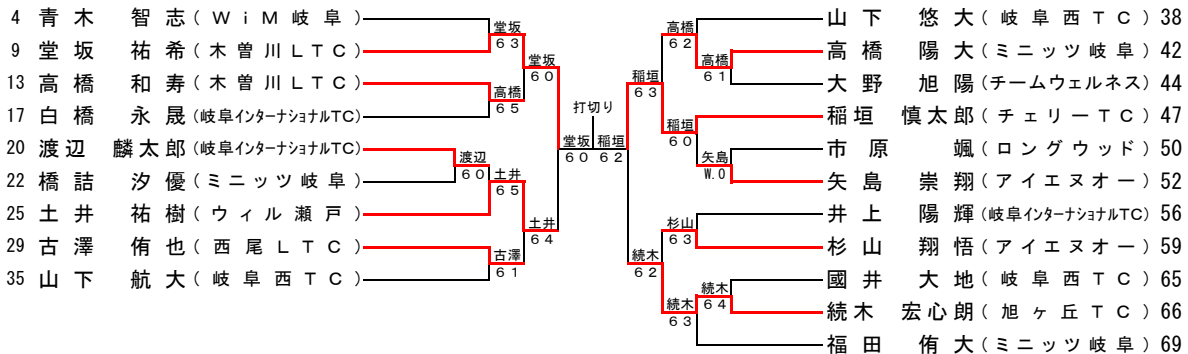 4 青木 智志 (WiM岐阜)
9 堂坂 祐希 (木曽川LTC)
13 高橋 和寿 (木曽川LTC)
17 白橋 永晟 (岐阜インターナショナルTC)
20 渡辺 麟太郎 (岐阜インターナショナルTC)
22 橋詰 汐優 (ミニッツ岐阜)
25 土井 祐樹 (ウィル瀬戸)
29 古澤 侑也 (西尾LTC)
35 山下 航大 (岐阜西TC)
堂坂
63
高橋
65
渡辺
60
土井
65
古澤
61
堂坂
60
土井
64
堂坂
60
打切り
稲垣
62
稲垣
63
続木
62
高橋
62
稲垣
60
杉山
63
続木
63
高橋
61
矢島
W.0
続木
64
山下 悠大 (岐阜西TC) 38
高橋 陽大 (ミニッツ岐阜) 42
大野 旭陽 (チームウェルネス) 44
稲垣 慎太郎 (チェリーTC) 47
市原 颯 (ロングウッド) 50
矢島 崇翔 (アイエヌオー) 52
井上 陽輝 (岐阜インターナショナルTC) 56
杉山 翔悟 (アイエヌオー) 59
國井 大地 (岐阜西TC) 65
続木 宏心朗 (旭ヶ丘TC) 66
福田 侑大 (ミニッツ岐阜) 69